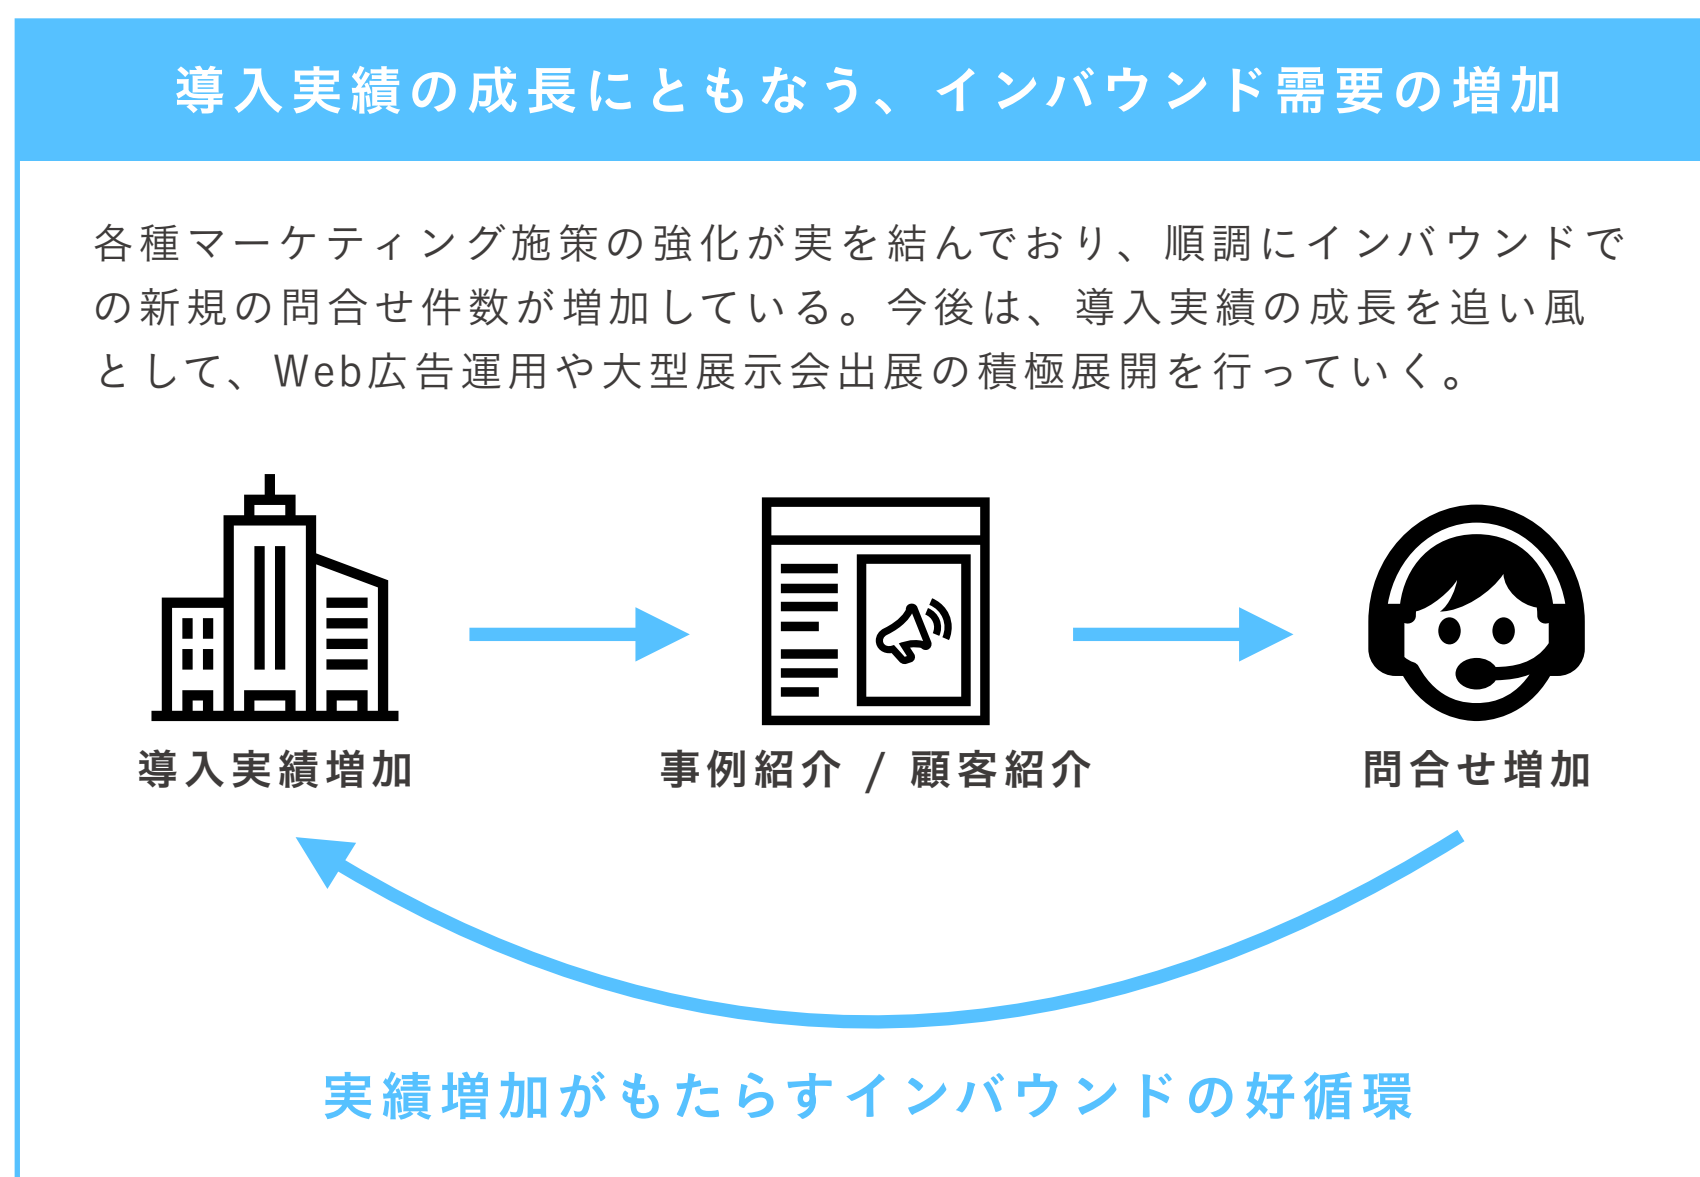 導入実績の成長にともなう、インバウンド需要の増加
各種マーケティング施策の強化が実を結んでおり、順調にインバウンドで
の新規の問合せ件数が増加している。今後は、導入実績の成長を追い風
として、Web広告運用や大型展示会出展の積極展開を行っていく。
導入実績増加
事例紹介 / 顧客紹介
問合せ増加
実績増加がもたらすインバウンドの好循環